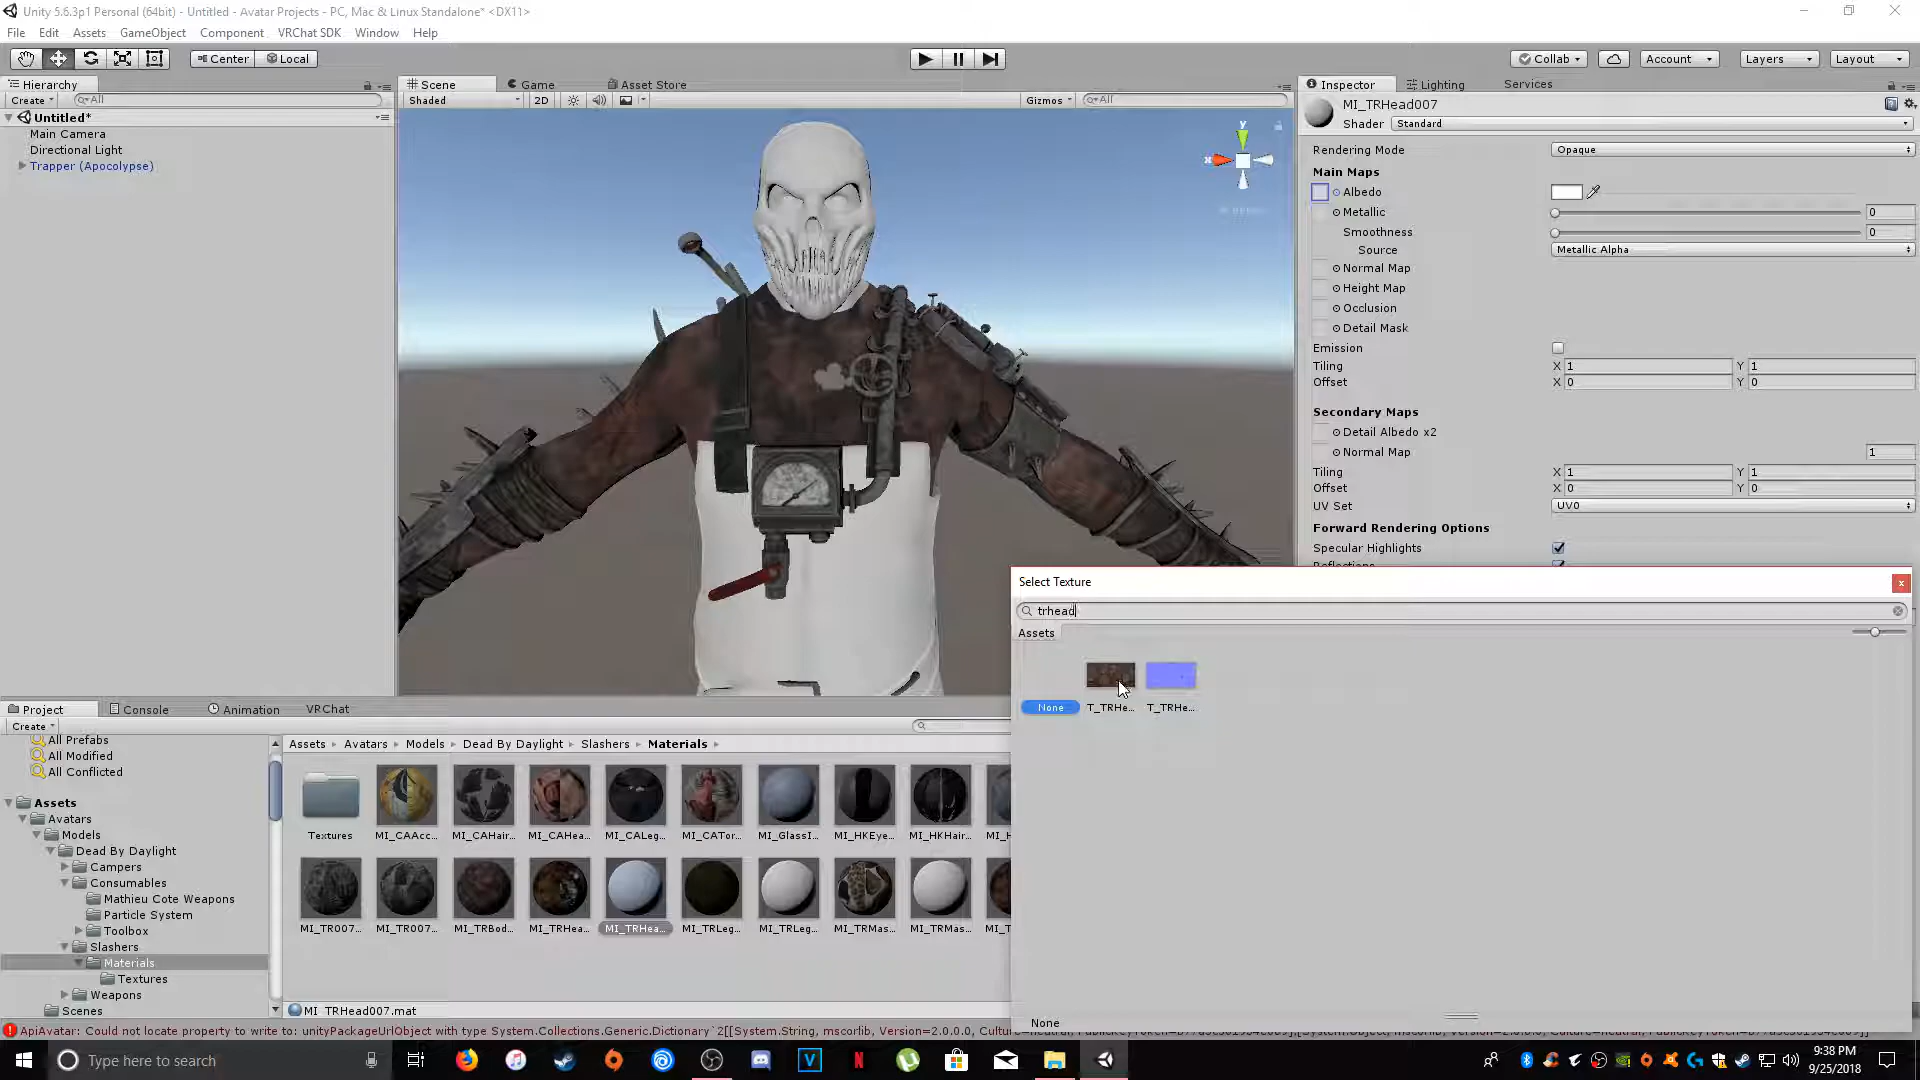 Unity 5.6.3p1 Personal (64bit) - Untitled - Avatar Projects - PC, Mac & Linux Standalone* <DX11>
File Edit Assets GameObject Component VRChat SDK Window Help
Center Local Collab Account Layers Layout
Hierarchy
Create All
Untitled*
Main Camera
Directional Light
Trapper (Apocolypse)
Scene Game Asset Store
Shaded 2D Gizmos All
y
x
Inspector Lighting Services
MI_TRHead007
Shader Standard
Rendering Mode Opaque
Main Maps
Albedo
Metallic 0
Smoothness 0
Source Metallic Alpha
Normal Map
Height Map
Occlusion
Detail Mask
Emission
Tiling X 1 Y 1
Offset X 0 Y 0
Secondary Maps
Detail Albedo x2
Normal Map 1
Tiling X 1 Y 1
Offset X 0 Y 0
UV Set UV0
Forward Rendering Options
Specular Highlights
Select Texture
trhead
Assets
None T_TRHe... T_TRHe...
None
Project Console Animation VRChat
Create
All Prefabs
All Modified
All Conflicted
Assets
Avatars
Models
Dead By Daylight
Campers
Consumables
Mathieu Cote Weapons
Particle System
Toolbox
Slashers
Materials
Textures
Weapons
Scenes
Assets Avatars Models Dead By Daylight Slashers Materials
Textures MI_CAAcc... MI_CAHair... MI_CAHea... MI_CALeg... MI_CATor... MI_GlassI... MI_HKEye... MI_HKHair...
MI_TR007... MI_TR007... MI_TRBod... MI_TRHea... MI_TRHea... MI_TRLeg... MI_TRLeg... MI_TRMas... MI_TRMas...
MI_TRHead007.mat
ApiAvatar: Could not locate property to write to: unityPackageUrlObject with type System.Collections.Generic.Dictionary`2[[System.String, mscorlib, Version=2.0.0.0,
Type here to search
9:38 PM
9/25/2018